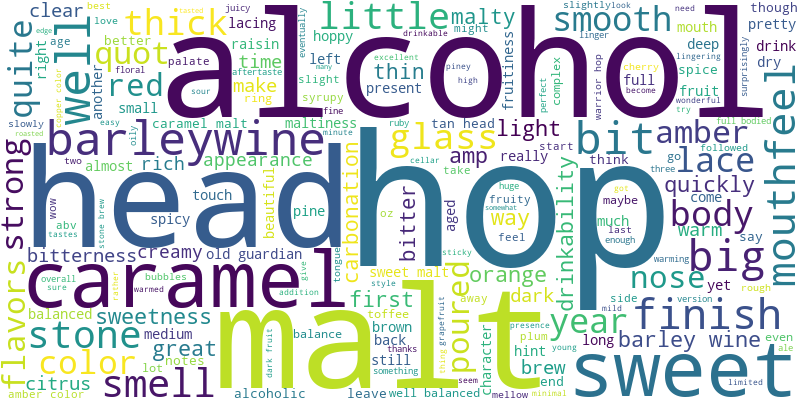 alcohol
head
hop
malt
caramel
sweet
barleywine
little
thick
well
quite
quot
red
smooth
malty
bit
amber
lace
glass
light
thin
mouthfeel
body
big
quickly
nose
finish
year
barley wine
poured
orange
strong
stone
color
smell
flavors
sweetness
great
citrus
first
dark
way
bitter
amp
carbonation
drinkability
appearance
rich
creamy
bitterness
old guardian
clear
lacing
hoppy
raisin
time
make
left
present
palate
better
love
best
age
right
another
small
slowly
floral
ring
sour
slight
syrupy
might
fruitiness
complex
full
spice
fruit
deep
dry
drink
pretty
though
mouth
slightly
look
need
linger
lingering
juicy
tasted
drinkable
eventually
aftertaste
excellent
many
piney
high
perfect
cherry
become
warrior hop
wonderful
try
surprisingly
full bodied
followed
copper color
edge
roasted
easy
oily
caramel malt
maltiness
ruby
tan head
fine
minute
really
start
think
go
three
come
say
warm
much
maybe
last
enough
got
yet
rough
warming
mild
side
version
long
even
ale
limited
two
almost
wow
touch
spicy
abv
tastes
stone brew
beautiful
pine
cellar
take
aged
huge
fruity
somewhat
feel
oz
sticky
tongue
sweet malt
style
away
toffee
brown
back
still
something
balance
balanced
medium
notes
lot
alcoholic
amber color
overall
sure
bubbles
warmed
rather
addition
give
dark fruit
leave
well balanced
thanks
seem
character
thing
grapefruit
presence
plum
hint
young
brew
end
mellow
minimal